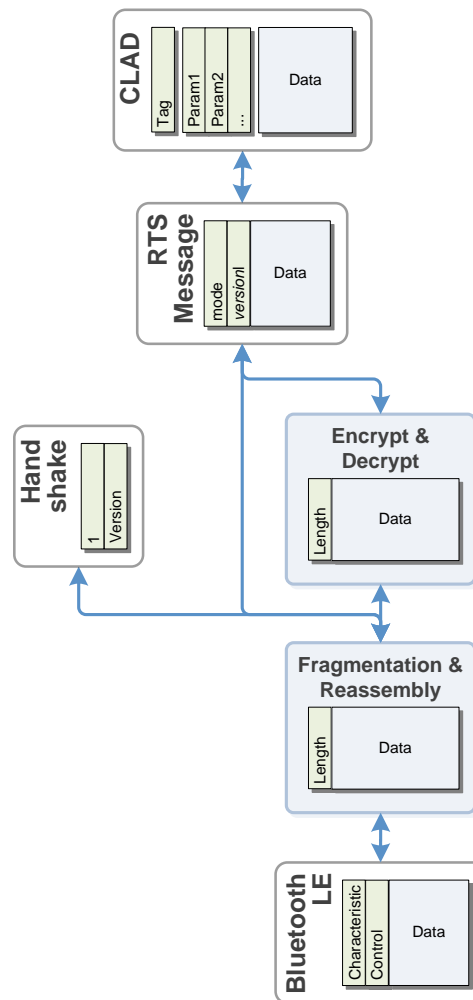 CLAD
Tag
Param1
Param2
...
Data
RTS
Message
mode
version
Data
Hand
shake
1
Version
Encrypt &
Decrypt
Length
Data
Fragmentation &
Reassembly
Length
Data
Bluetooth
LE
Characteristic
Control
Data